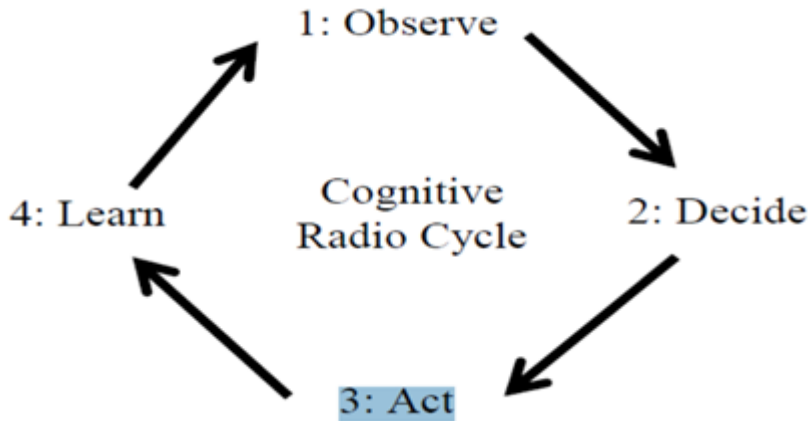 1: Observe
2: Decide
3: Act
4: Learn
Cognitive
Radio Cycle